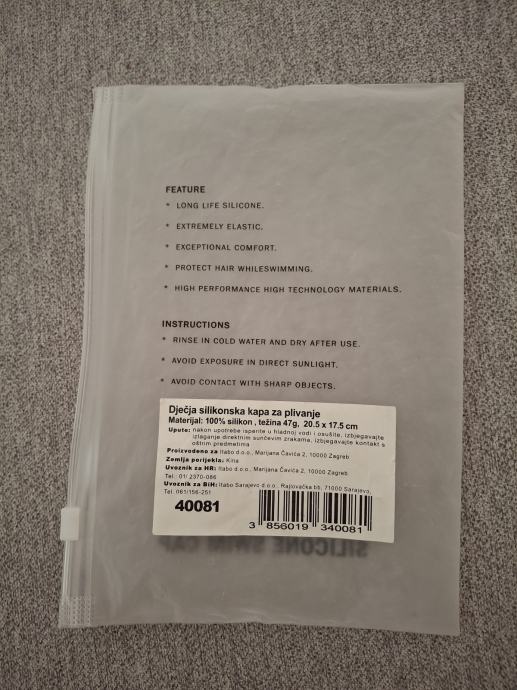 FEATURE
* LONG LIFE SILICONE.
* EXTREMELY ELASTIC.
* EXCEPTIONAL COMFORT.
* PROTECT HAIR WHILESWIMMING.
* HIGH PERFORMANCE HIGH TECHNOLOGY MATERIALS.
INSTRUCTIONS
* RINSE IN COLD WATER AND DRY AFTER USE.
* AVOID EXPOSURE IN DIRECT SUNLIGHT.
* AVOID CONTACT WITH SHARP OBJECTS.
Dječja silikonska kapa za plivanje
Materijal: 100% silikon , težina 47g, 20.5 x 17.5 cm
Upute: nakon upotrebe isperite u hladnoj vodi i osušite, izbjegavajte
izlaganje direktnim sunčevim zrakama, izbjegavajte kontakt s
oštrim predmetima
Proizvedeno za Itabo d.o.o., Marijana Čavića 2, 10000 Zagreb
Zemlja porijekla: Kina
Uvoznik za HR: Itabo d.o.o., Marijana Čavića 2, 10000 Zagreb
Tel.: 01/ 2370-086
Uvoznik za BiH: Itabo Sarajevo d.o.o., Rajlovačka bb, 71000 Sarajevo,
Tel. 061/156-251
40081
3 856019 340081
SILICONE SWIM CAP